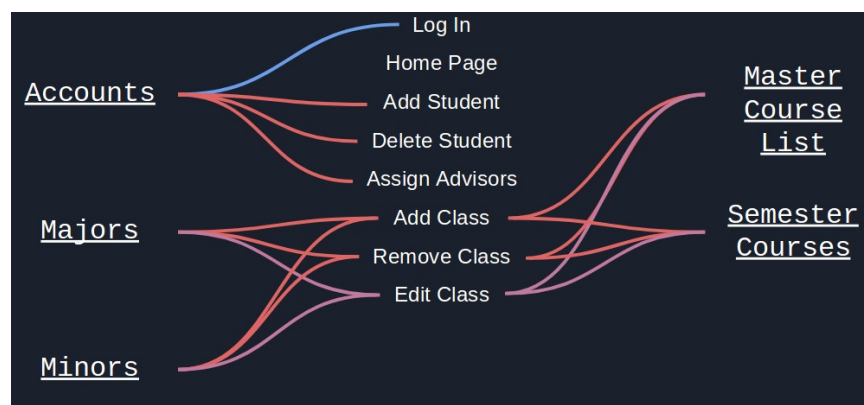 Accounts
Majors
Minors
Log In
Home Page
Add Student
Delete Student
Assign Advisors
Add Class
Remove Class
Edit Class
Master
Course
List
Semester
Courses